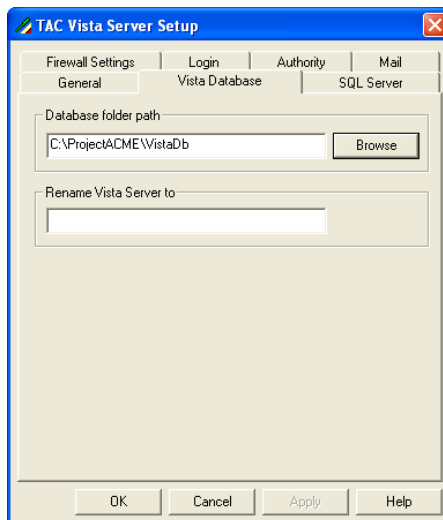 TAC Vista Server Setup
Firewall Settings Login Authority Mail
General Vista Database SQL Server
Database folder path
C:\ProjectACME\VistaDb Browse
Rename Vista Server to
OK Cancel Apply Help